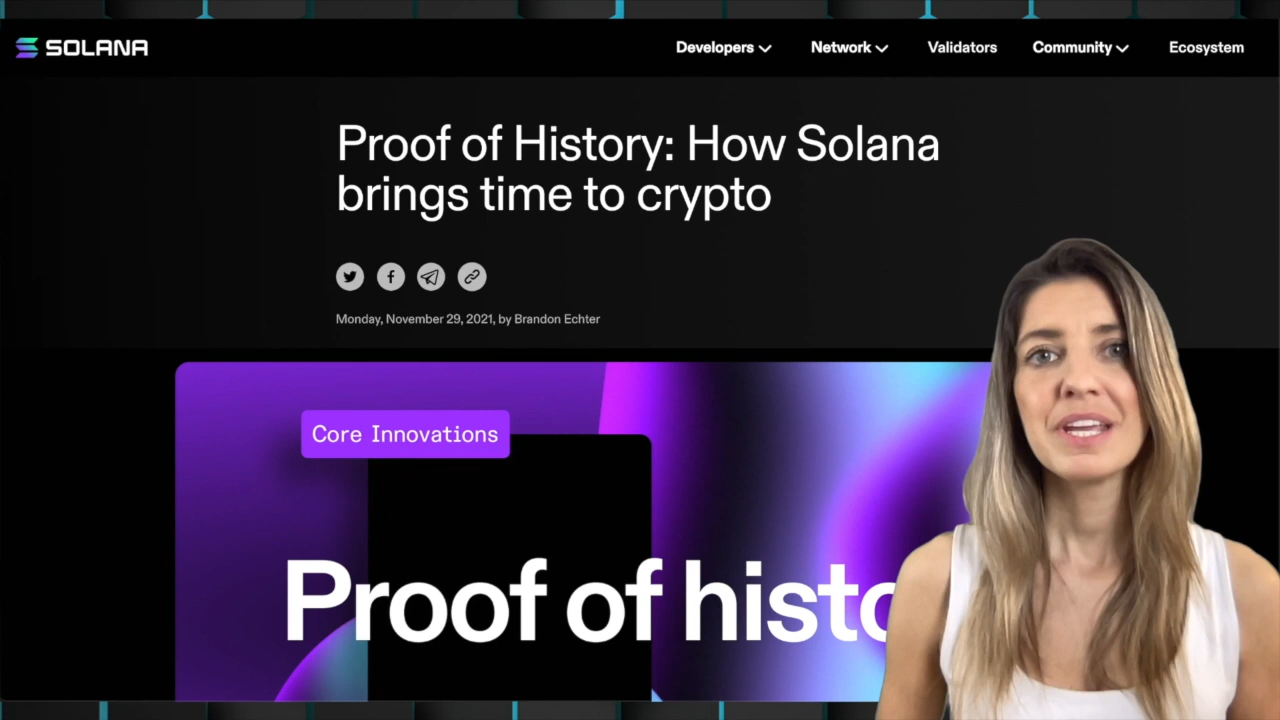 SOLANA
Developers
Network
Validators
Community
Ecosystem
Proof of History: How Solana
brings time to crypto
Monday, November 29, 2021, by Brandon Echter
Core Innovations
Proof of histo